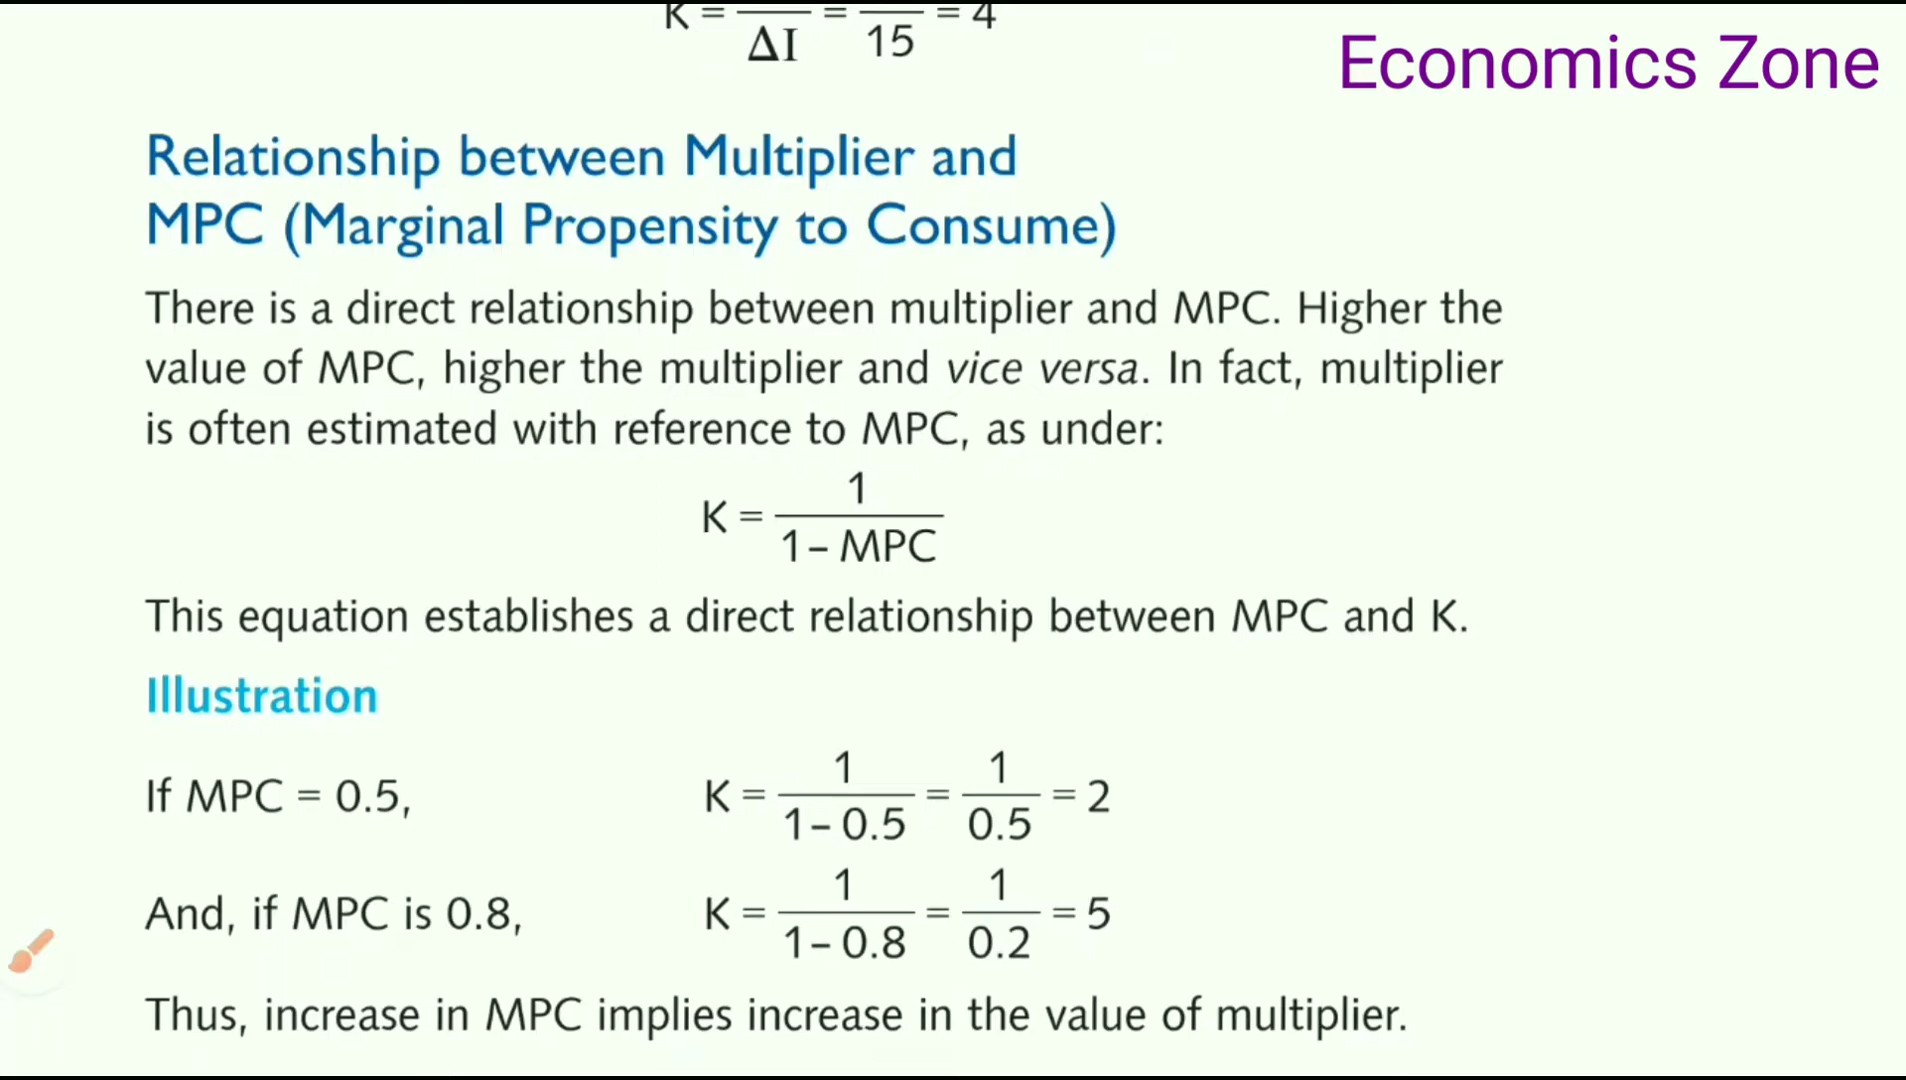 K = — = — = 4
ΔI 15
Economics Zone
Relationship between Multiplier and
MPC (Marginal Propensity to Consume)
There is a direct relationship between multiplier and MPC. Higher the
value of MPC, higher the multiplier and vice versa. In fact, multiplier
is often estimated with reference to MPC, as under:
K = 1 / 1 – MPC
This equation establishes a direct relationship between MPC and K.
Illustration
If MPC = 0.5, K = 1 / 1 – 0.5 = 1 / 0.5 = 2
And, if MPC is 0.8, K = 1 / 1 – 0.8 = 1 / 0.2 = 5
Thus, increase in MPC implies increase in the value of multiplier.